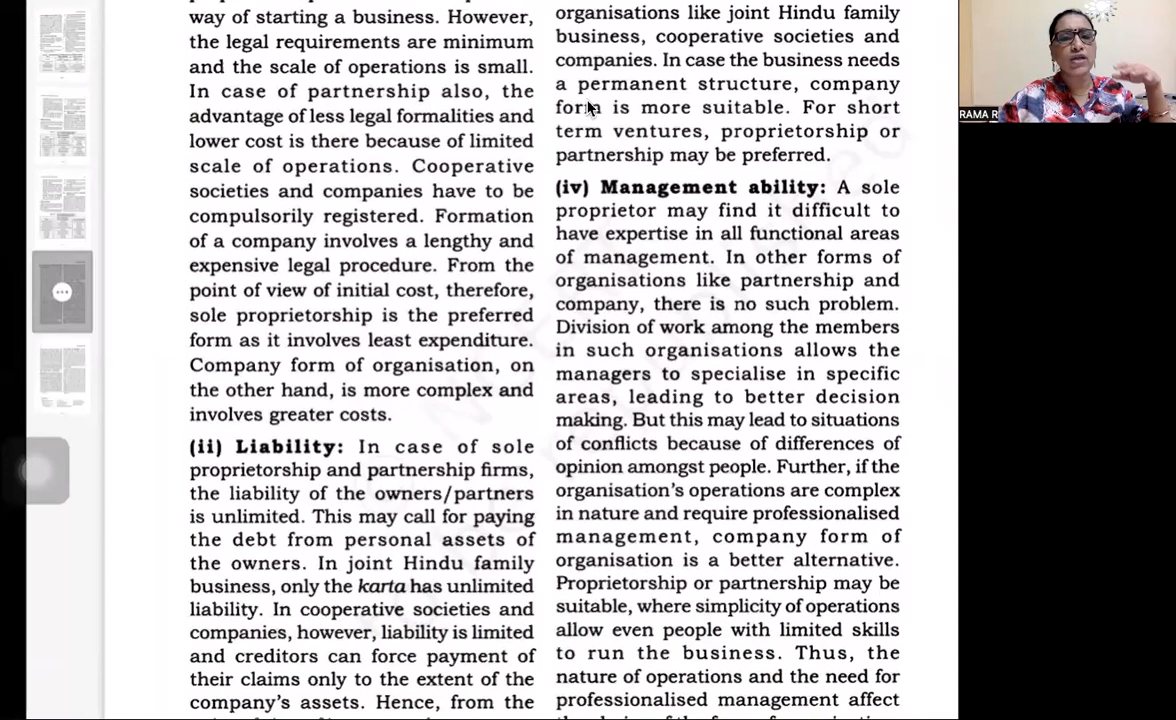 way of starting a business. However,
the legal requirements are minimum
and the scale of operations is small.
In case of partnership also, the
advantage of less legal formalities and
lower cost is there because of limited
scale of operations. Cooperative
societies and companies have to be
compulsorily registered. Formation
of a company involves a lengthy and
expensive legal procedure. From the
point of view of initial cost, therefore,
sole proprietorship is the preferred
form as it involves least expenditure.
Company form of organisation, on
the other hand, is more complex and
involves greater costs.
(ii) Liability: In case of sole
proprietorship and partnership firms,
the liability of the owners/partners
is unlimited. This may call for paying
the debt from personal assets of
the owners. In joint Hindu family
business, only the karta has unlimited
liability. In cooperative societies and
companies, however, liability is limited
and creditors can force payment of
their claims only to the extent of the
company's assets. Hence, from the
organisations like joint Hindu family
business, cooperative societies and
companies. In case the business needs
a permanent structure, company
form is more suitable. For short
term ventures, proprietorship or
partnership may be preferred.
(iv) Management ability: A sole
proprietor may find it difficult to
have expertise in all functional areas
of management. In other forms of
organisations like partnership and
company, there is no such problem.
Division of work among the members
in such organisations allows the
managers to specialise in specific
areas, leading to better decision
making. But this may lead to situations
of conflicts because of differences of
opinion amongst people. Further, if the
organisation's operations are complex
in nature and require professionalised
management, company form of
organisation is a better alternative.
Proprietorship or partnership may be
suitable, where simplicity of operations
allow even people with limited skills
to run the business. Thus, the
nature of operations and the need for
professionalised management affect
RAMA R